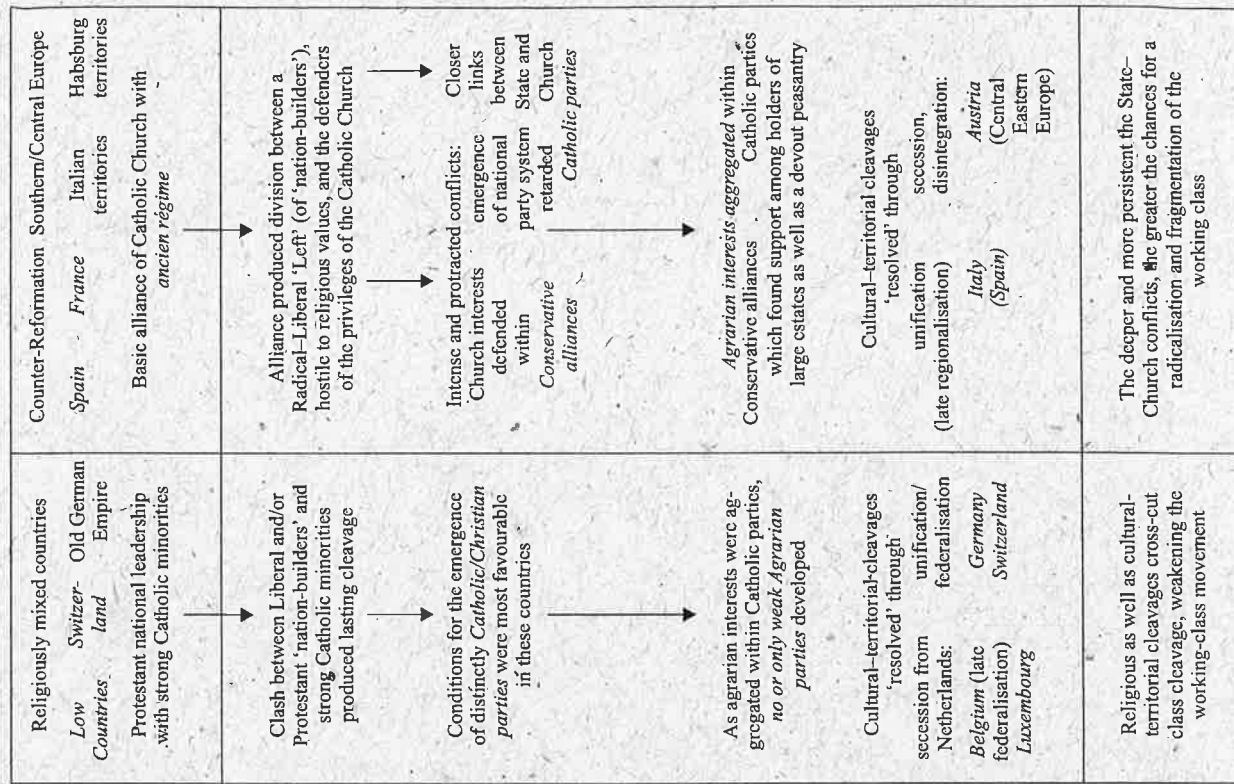 Religiously mixed countries
Low Switzer- Old German
Countries land Empire
Protestant national leadership
with strong Catholic minorities
Clash between Liberal and/or
Protestant 'nation-builders' and
strong Catholic minorities
produced lasting cleavage
Conditions for the emergence
of distinctly Catholic/Christian
parties were most favourable
in these countries
As agrarian interests were ag-
gregated within Catholic parties,
no or only weak Agrarian
parties developed
Cultural–territorial cleavages
'resolved' through
secession from unification/
Netherlands: federalisation
Belgium (late Germany
federalisation) Switzerland
Luxembourg
Religious as well as cultural-
territorial cleavages cross-cut
class cleavage, weakening the
working-class movement
Counter-Reformation Southern/Central Europe
Spain France Italian Habsburg
territories territories
Basic alliance of Catholic Church with
ancien régime
Alliance produced division between a
Radical–Liberal 'Left' (of 'nation-builders'),
hostile to religious values, and the defenders
of the privileges of the Catholic Church
Intense and protracted conflicts:
Church interests emergence
defended of national
within party system
Conservative retarded
alliances
Closer
links
between
State and
Church
Catholic parties
Agrarian interests aggregated within
Conservative alliances Catholic parties
which found support among holders of
large estates as well as a devout peasantry
Cultural–territorial cleavages
'resolved' through
unification secession,
(late regionalisation) disintegration:
Italy Austria
(Spain) (Central
Eastern
Europe)
The deeper and more persistent the State–
Church conflicts, the greater the chances for a
radicalisation and fragmentation of the
working class